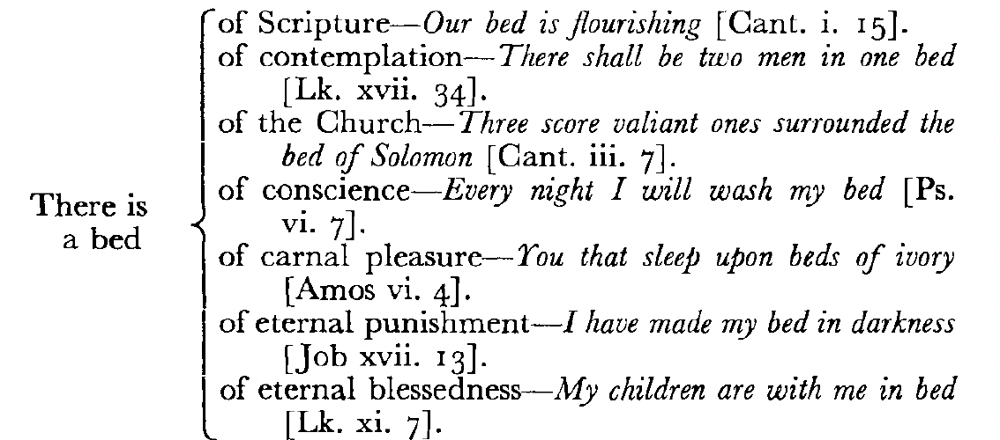 There is
a bed
of Scripture—Our bed is flourishing [Cant. i. 15].
of contemplation—There shall be two men in one bed
[Lk. xvii. 34].
of the Church—Three score valiant ones surrounded the
bed of Solomon [Cant. iii. 7].
of conscience—Every night I will wash my bed [Ps.
vi. 7].
of carnal pleasure—You that sleep upon beds of ivory
[Amos vi. 4].
of eternal punishment—I have made my bed in darkness
[Job xvii. 13].
of eternal blessedness—My children are with me in bed
[Lk. xi. 7].